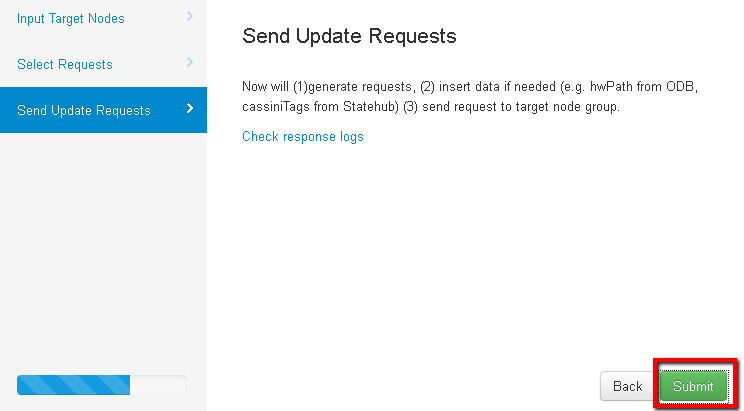 Input Target Nodes
Select Requests
Send Update Requests
Send Update Requests
Now will (1)generate requests, (2) insert data if needed (e.g. hwPath from ODB,
cassiniTags from Statehub) (3) send request to target node group.
Check response logs
Back
Submit